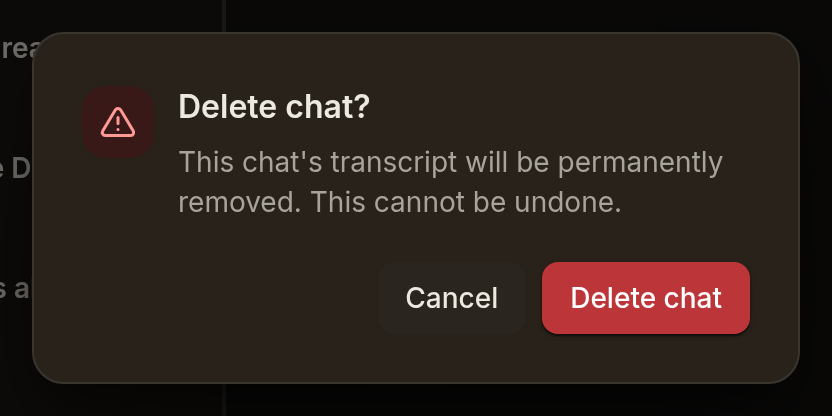 Delete chat?
This chat's transcript will be permanently
removed. This cannot be undone.
Cancel
Delete chat